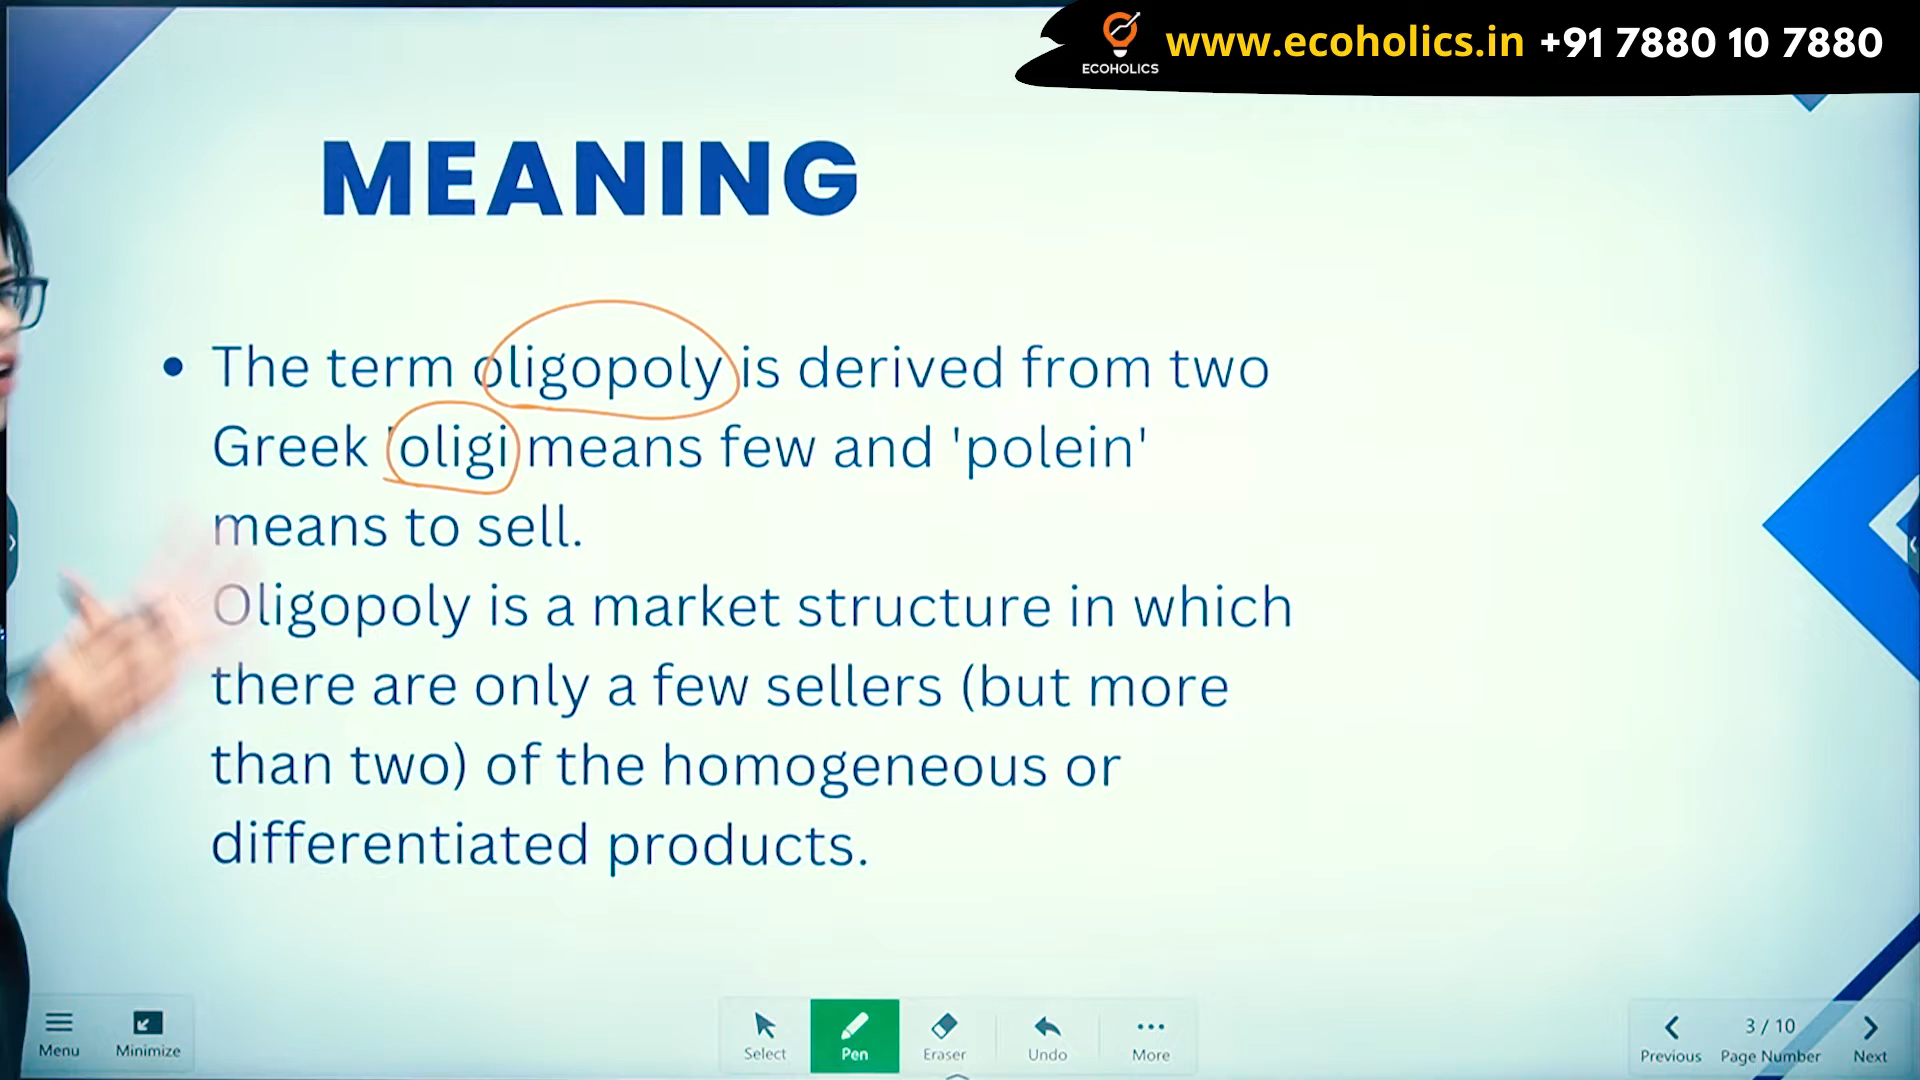 www.ecoholics.in +91 7880 10 7880
ECOHOLICS
MEANING
• The term oligopoly is derived from two
Greek 'oligi means few and 'polein'
means to sell.
Oligopoly is a market structure in which
there are only a few sellers (but more
than two) of the homogeneous or
differentiated products.
Menu
Minimize
Select
Pen
Eraser
Undo
More
Previous
3 / 10
Page Number
Next